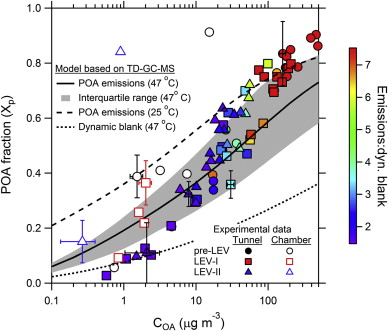 0.8
0.6
0.4
0.2
0.0
POA fraction (Xp)
Model based on TD-GC-MS
POA emissions (47 °C)
Interquartile range (47 °C)
POA emissions (25 °C)
Dynamic blank (47 °C)
Experimental data
Tunnel Chamber
pre-LEV
LEV-I
LEV-II
0.1 1 10 100
COA (μg m-3)
7
6
5
4
3
2
Emissions:dyn. blank